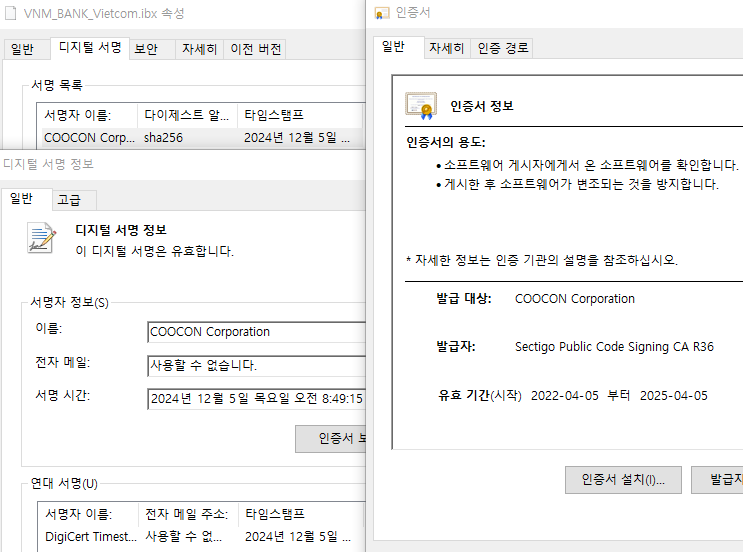 VNM_BANK_Vietcom.ibx 속성
일반 디지털 서명 보안 자세히 이전 버전
서명 목록
서명자 이름: 다이제스트 알... 타임스탬프
COOCON Corp... sha256 2024년 12월 5일 ...
디지털 서명 정보
일반 고급
디지털 서명 정보
이 디지털 서명은 유효합니다.
서명자 정보(S)
이름: COOCON Corporation
전자 메일: 사용할 수 없습니다.
서명 시간: 2024년 12월 5일 목요일 오전 8:49:15
인증서 보
연대 서명(U)
서명자 이름: 전자 메일 주소: 타임스탬프
DigiCert Timest... 사용할 수 없... 2024년 12월 5일 ...
인증서
일반 자세히 인증 경로
인증서 정보
인증서의 용도:
• 소프트웨어 게시자에게서 온 소프트웨어를 확인합니다.
• 게시한 후 소프트웨어가 변조되는 것을 방지합니다.
* 자세한 정보는 인증 기관의 설명을 참조하십시오.
발급 대상: COOCON Corporation
발급자: Sectigo Public Code Signing CA R36
유효 기간(시작) 2022-04-05 부터 2025-04-05
인증서 설치(I)... 발급자